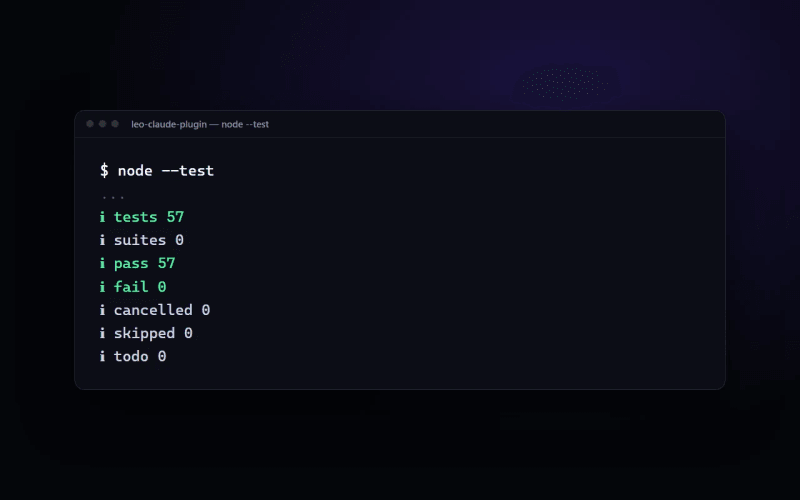 leo-claude-plugin — node --test
$ node --test
...
ℹ tests 57
ℹ suites 0
ℹ pass 57
ℹ fail 0
ℹ cancelled 0
ℹ skipped 0
ℹ todo 0